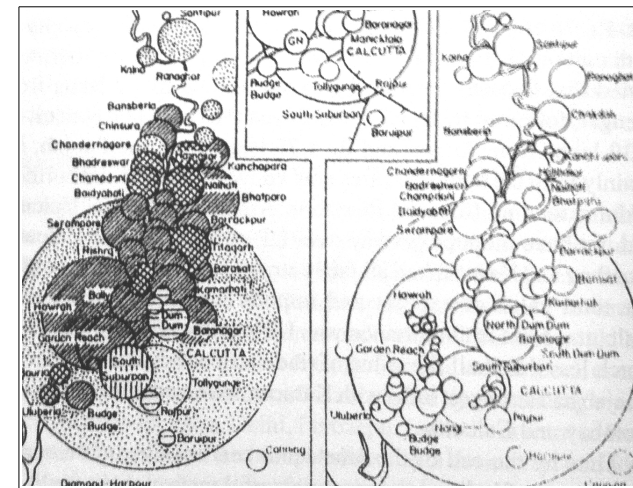 Santipur
Kalna
Ranaghat
Bansberia
Chinsura
Chandernagore
Bhadreswar
Champdani
Baidyabati
Serampore
Rishra
Bally
Howrah
Garden Reach
Uluberia
Budge
Budge
Kanchapara
Naihati
Bhatpara
Barrackpur
Titagarh
Barasat
Kamarhati
Dum
Dum
Baranagar
CALCUTTA
South
Suburban
Tollygunge
Rajpur
Barupur
Canning
Diamond Harbour
Howrah
Baranagar
Manicktala
CALCUTTA
GN
Budge
Budge
Tollygunge
Rajpur
South Suburban
Baruipur
Santipur
Kalna
Ranaghat
Chakdah
Bansberia
Chandernagore
Bhadreswar
Champdani
Baidyabati
Serampore
Halisahar
Naihati
Bhatpara
Barrackpur
Barasat
Kamarhati
Howrah
North Dum Dum
Baranagar
South Dum Dum
Garden Reach
South Suburban
CALCUTTA
Uluberia
Budge
Budge
Rajpur